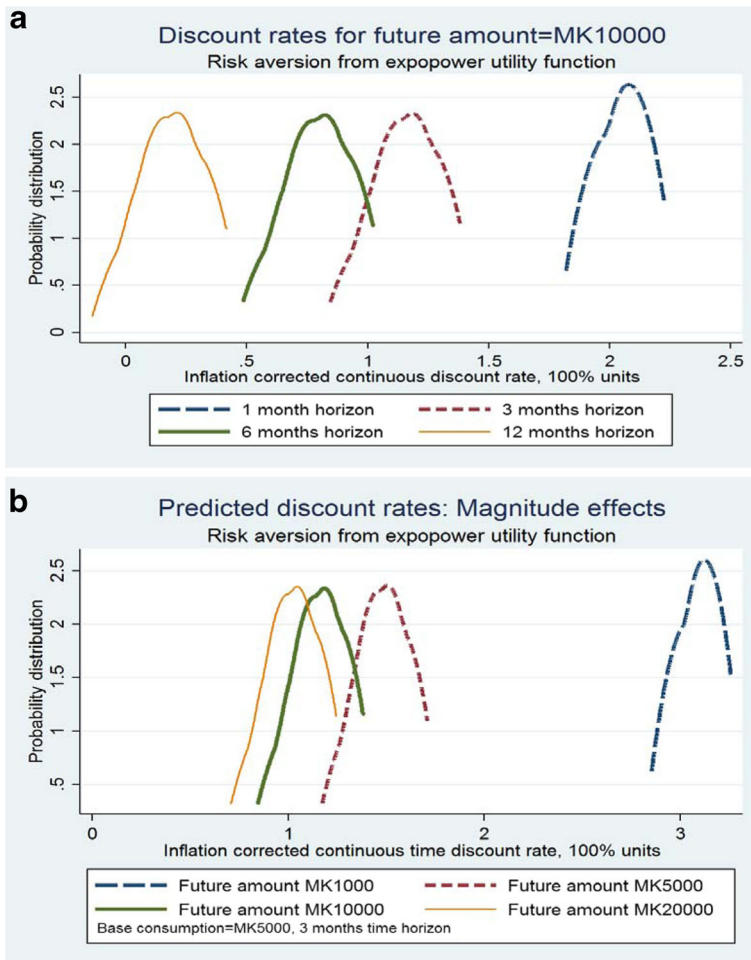 a
Discount rates for future amount=MK10000
Risk aversion from expopower utility function
Probability distribution
2.5
2
1.5
1
.5
0
0 .5 1 1.5 2 2.5
Inflation corrected continuous discount rate, 100% units
1 month horizon 3 months horizon
6 months horizon 12 months horizon
b
Predicted discount rates: Magnitude effects
Risk aversion from expopower utility function
Probability distribution
2.5
2
1.5
1
.5
0 1 2 3
Inflation corrected continuous time discount rate, 100% units
Future amount MK1000 Future amount MK5000
Future amount MK10000 Future amount MK20000
Base consumption=MK5000, 3 months time horizon